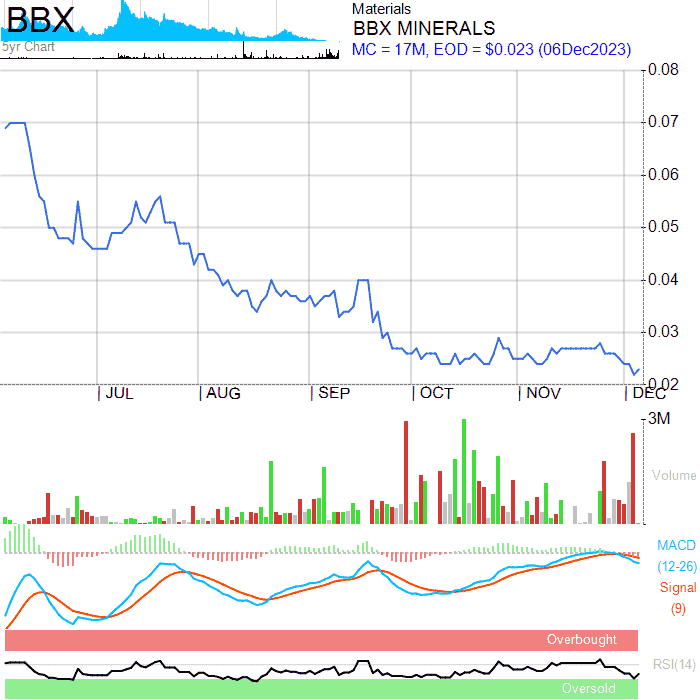 BBX
5yr Chart
Materials
BBX MINERALS
MC = 17M, EOD = $0.023 (06Dec2023)
0.08
0.07
0.06
0.05
0.04
0.03
0.02
JUL
AUG
SEP
OCT
NOV
DEC
3M
Volume
MACD
(12-26)
Signal
(9)
Overbought
RSI(14)
Oversold